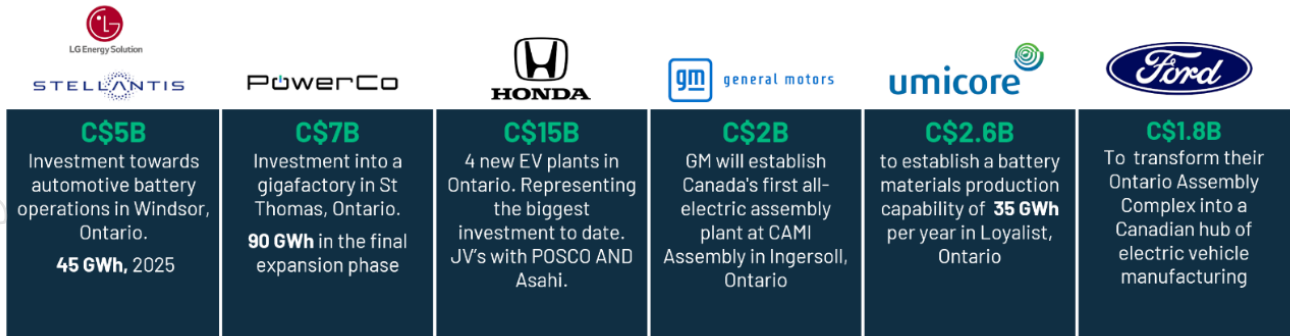 LG Energy Solution
STELLANTIS
C$5B
Investment towards
automotive battery
operations in Windsor,
Ontario.
45 GWh, 2025
PowerCo
C$7B
Investment into a
gigafactory in St
Thomas, Ontario.
90 GWh in the final
expansion phase
HONDA
C$15B
4 new EV plants in
Ontario. Representing
the biggest
investment to date.
JV's with POSCO AND
Asahi.
gm general motors
C$2B
GM will establish
Canada's first all-
electric assembly
plant at CAMI
Assembly in Ingersoll,
Ontario
umicore
C$2.6B
to establish a battery
materials production
capability of 35 GWh
per year in Loyalist,
Ontario
Ford
C$1.8B
To transform their
Ontario Assembly
Complex into a
Canadian hub of
electric vehicle
manufacturing